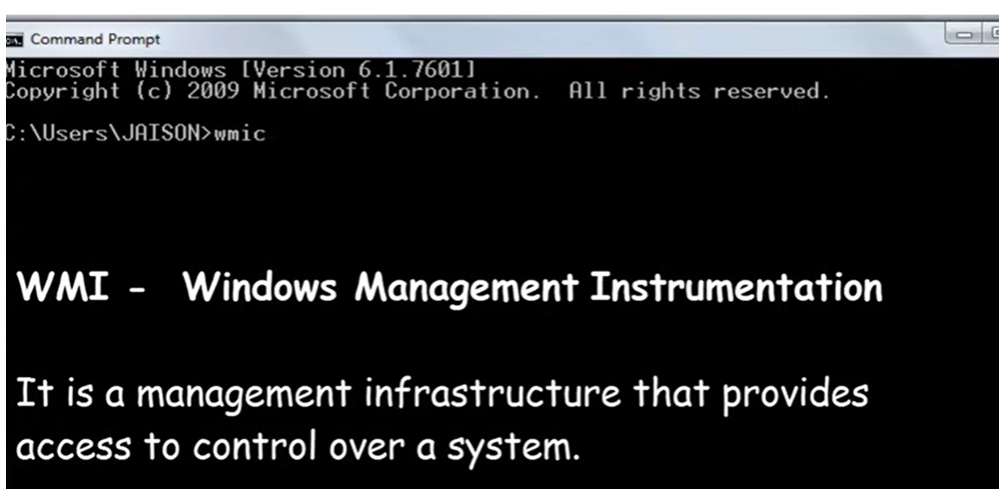 Command Prompt
Microsoft Windows [Version 6.1.7601]
Copyright (c) 2009 Microsoft Corporation.  All rights reserved.
C:\Users\JAISON>wmic
WMI - Windows Management Instrumentation
It is a management infrastructure that provides
access to control over a system.